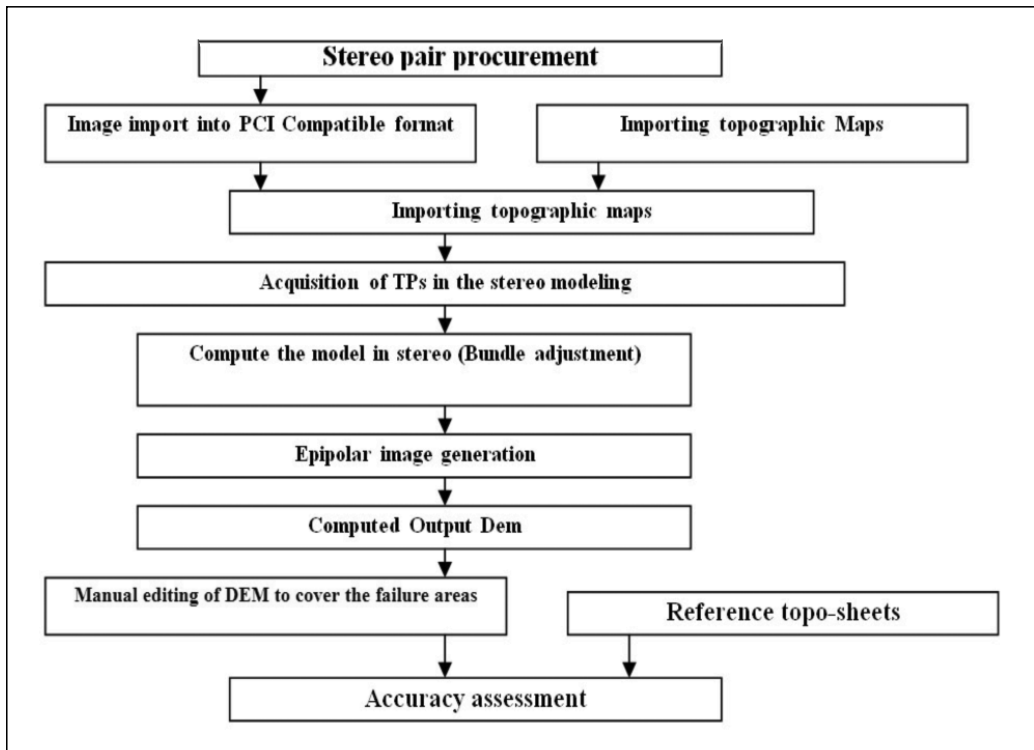 Stereo pair procurement
Image import into PCI Compatible format
Importing topographic Maps
Importing topographic maps
Acquisition of TPs in the stereo modeling
Compute the model in stereo (Bundle adjustment)
Epipolar image generation
Computed Output Dem
Manual editing of DEM to cover the failure areas
Reference topo-sheets
Accuracy assessment